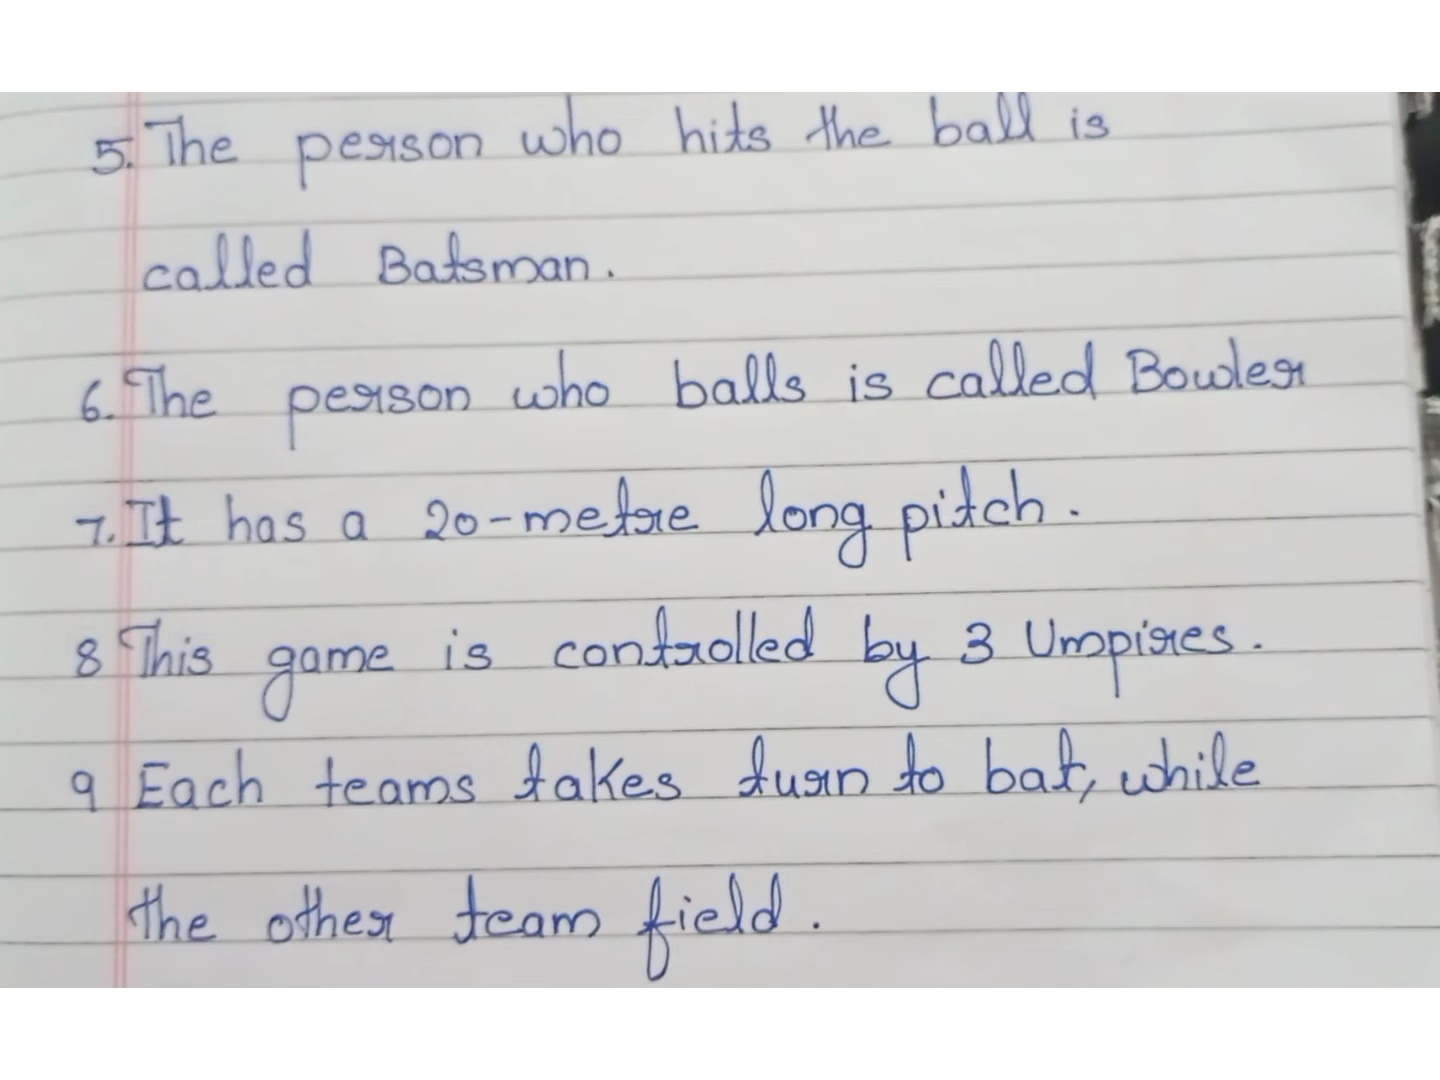 5. The person who hits the ball is
called Batsman.
6. The person who balls is called Bowler
7. It has a 20-metre long pitch.
8 This game is controlled by 3 Umpires.
9 Each teams takes turn to bat, while
the other team field.